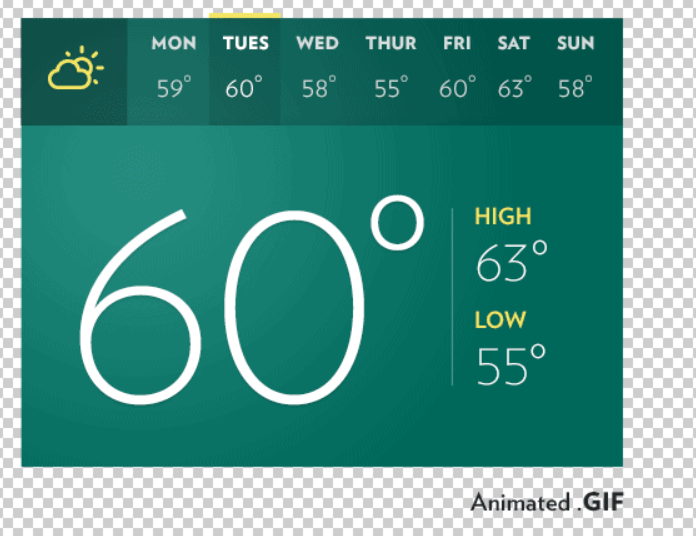 MON TUES WED THUR FRI SAT SUN
59° 60° 58° 55° 60° 63° 58°
60°
HIGH
63°
LOW
55°
Animated .GIF